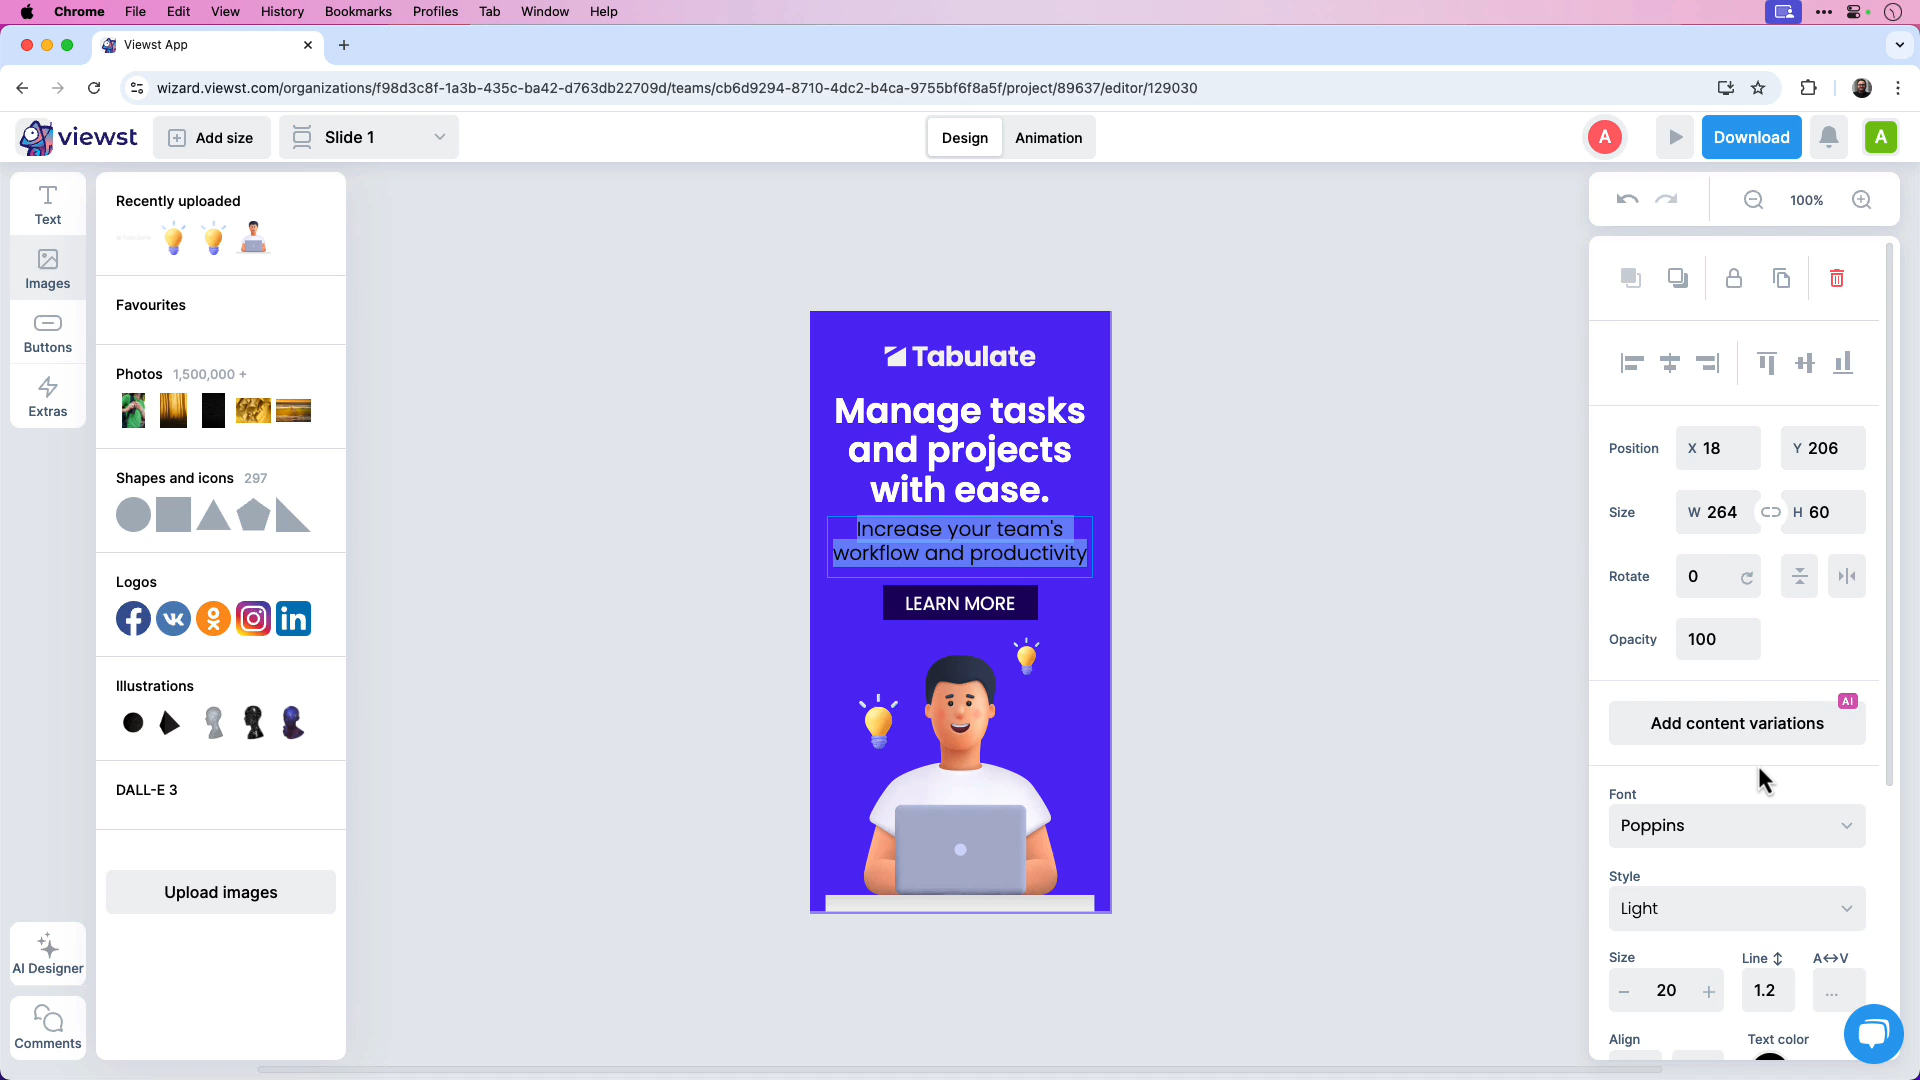 Chrome File Edit View History Bookmarks Profiles Tab Window Help
Viewst App
wizard.viewst.com/organizations/f98d3c8f-1a3b-435c-ba42-d763db22709d/teams/cb6d9294-8710-4dc2-b4ca-9755bf6f8a5f/project/89637/editor/129030
viewst
Add size
Slide 1
Design
Animation
A
Download
A
Text
Images
Buttons
Extras
AI Designer
Comments
Recently uploaded
Favourites
Photos 1,500,000 +
Shapes and icons 297
Logos
Illustrations
DALL-E 3
Upload images
Tabulate
Manage tasks
and projects
with ease.
Increase your team's
workflow and productivity
LEARN MORE
100%
Position X 18 Y 206
Size W 264 H 60
Rotate 0
Opacity 100
AI
Add content variations
Font
Poppins
Style
Light
Size Line A↔V
20 1.2 ...
Align Text color